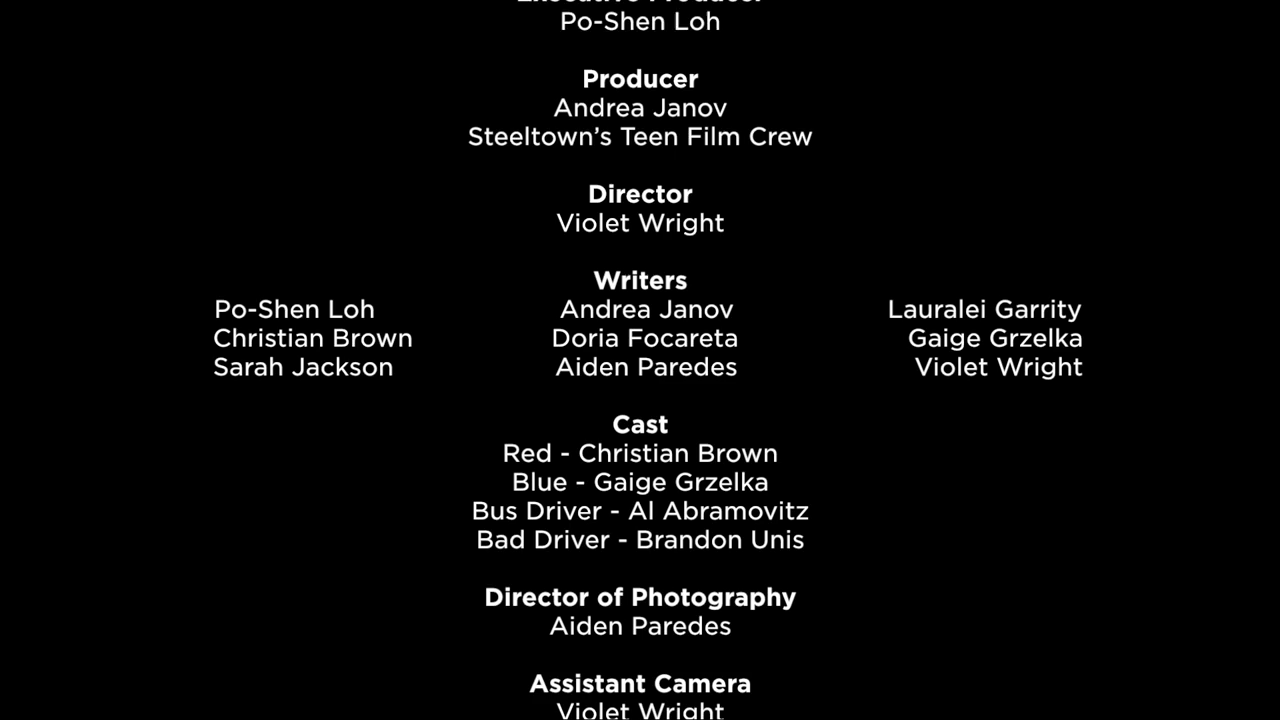 Executive Producer
Po-Shen Loh
Producer
Andrea Janov
Steeltown’s Teen Film Crew
Director
Violet Wright
Writers
Po-Shen Loh Andrea Janov Lauralei Garrity
Christian Brown Doria Focareta Gaige Grzelka
Sarah Jackson Aiden Paredes Violet Wright
Cast
Red - Christian Brown
Blue - Gaige Grzelka
Bus Driver - Al Abramovitz
Bad Driver - Brandon Unis
Director of Photography
Aiden Paredes
Assistant Camera
Violet Wright